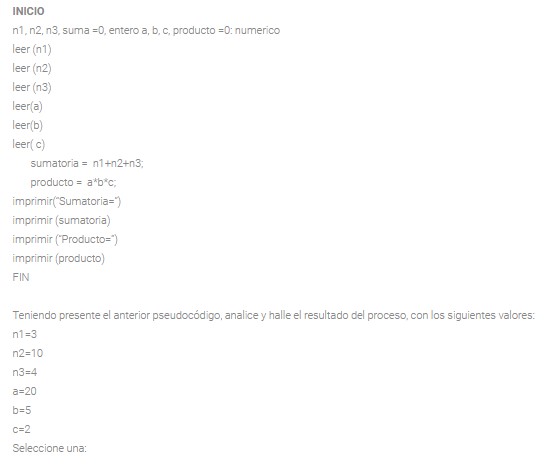 INICIO
n1, n2, n3, suma =0, entero a, b, c, producto =0: numerico
leer (n1)
leer (n2)
leer (n3)
leer(a)
leer(b)
leer( c)
sumatoria = n1+n2+n3;
producto = a*b*c;
imprimir("Sumatoria=")
imprimir (sumatoria)
imprimir ("Producto=")
imprimir (producto)
FIN
Teniendo presente el anterior pseudocódigo, analice y halle el resultado del proceso, con los siguientes valores:
n1=3
n2=10
n3=4
a=20
b=5
c=2
Seleccione una: